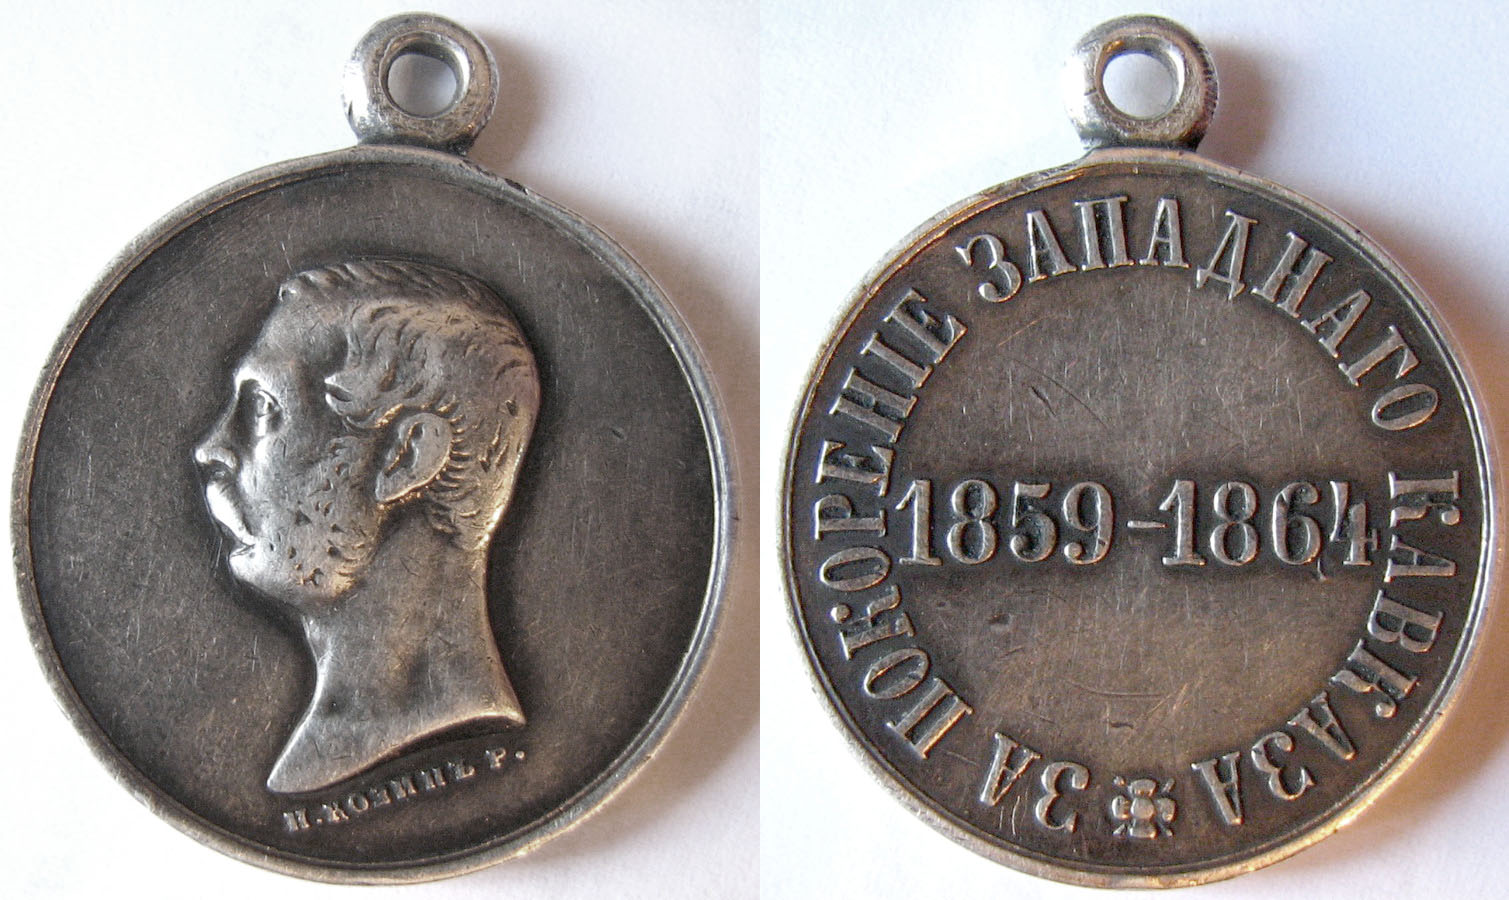 Н. КОЗИНЪ Р.
ЗА ПОКОРЕНІЕ ЗАПАДНАГО КАВКАЗА
1859-1864